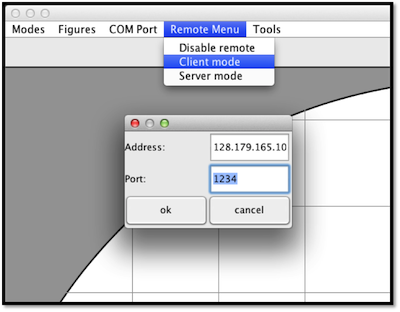 Modes Figures COM Port Remote Menu Tools
Disable remote
Client mode
Server mode
Address: 128.179.165.10
Port: 1234
ok cancel